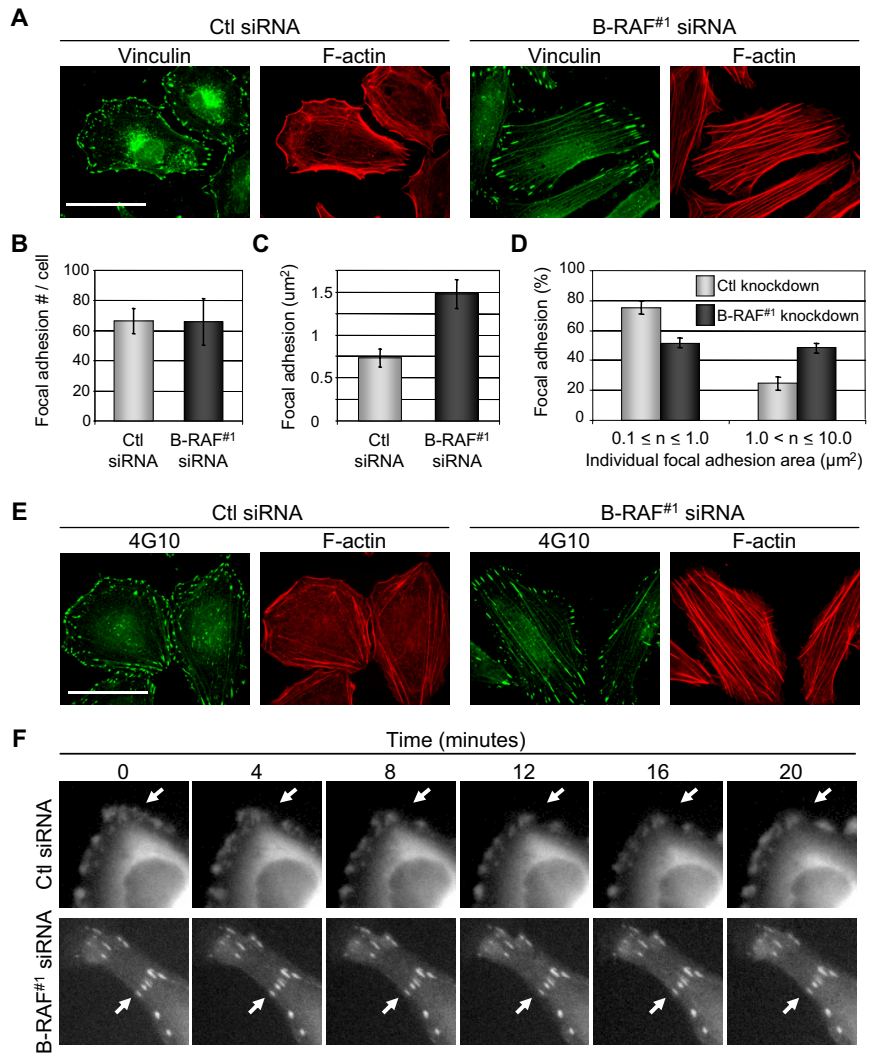 A
Ctl siRNA
B-RAF#1 siRNA
Vinculin
F-actin
Vinculin
F-actin
B
Focal adhesion # / cell
100
80
60
40
20
0
Ctl siRNA
B-RAF#1 siRNA
C
Focal adhesion (um2)
1.5
1
0.5
0
Ctl siRNA
B-RAF#1 siRNA
D
Focal adhesion (%)
100
80
60
40
20
0
Ctl knockdown
B-RAF#1 knockdown
0.1 ≤ n ≤ 1.0
1.0 < n ≤ 10.0
Individual focal adhesion area (µm2)
E
Ctl siRNA
B-RAF#1 siRNA
4G10
F-actin
4G10
F-actin
F
Time (minutes)
0
4
8
12
16
20
Ctl siRNA
B-RAF#1 siRNA